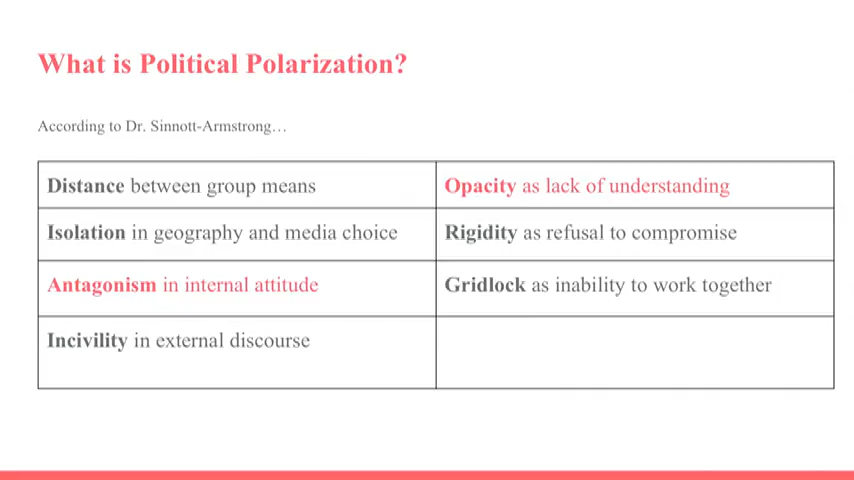 What is Political Polarization?
According to Dr. Sinnott-Armstrong…
Distance between group means
Opacity as lack of understanding
Isolation in geography and media choice
Rigidity as refusal to compromise
Antagonism in internal attitude
Gridlock as inability to work together
Incivility in external discourse